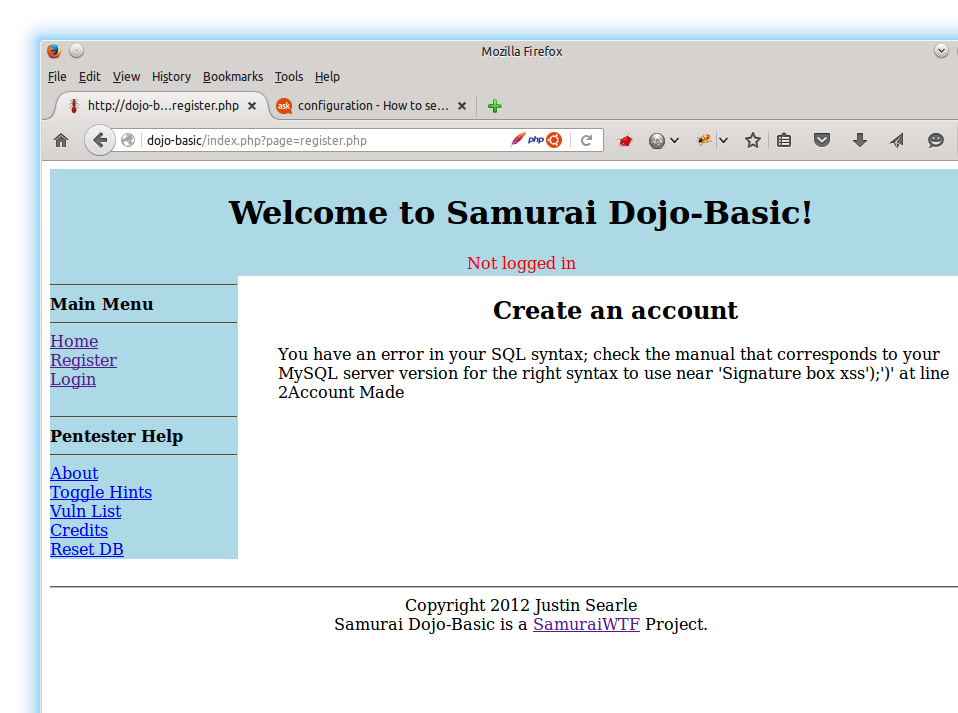 Mozilla Firefox
File Edit View History Bookmarks Tools Help
http://dojo-b...register.php
ask configuration - How to se...
dojo-basic/index.php?page=register.php
php
Welcome to Samurai Dojo-Basic!
Not logged in
Main Menu
Home
Register
Login
Pentester Help
About
Toggle Hints
Vuln List
Credits
Reset DB
Create an account
You have an error in your SQL syntax; check the manual that corresponds to your
MySQL server version for the right syntax to use near 'Signature box xss');')' at line
2Account Made
Copyright 2012 Justin Searle
Samurai Dojo-Basic is a SamuraiWTF Project.